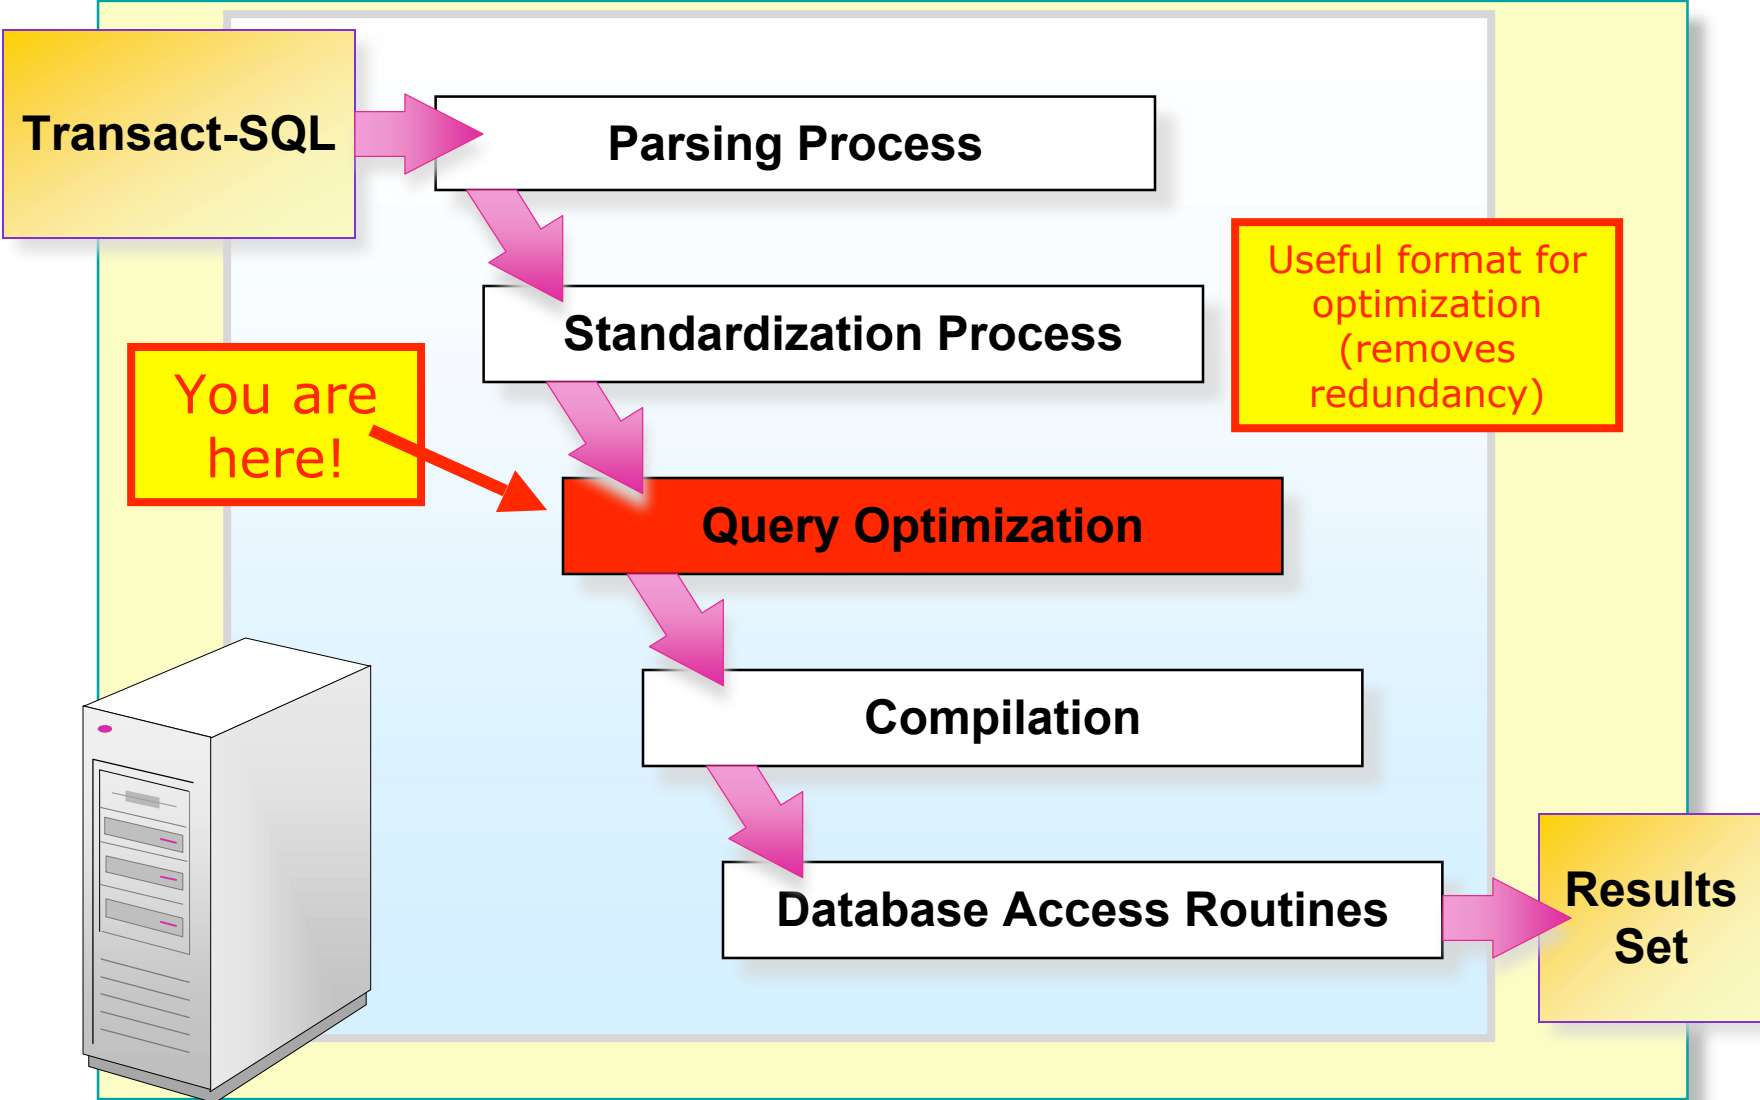 Transact-SQL
Parsing Process
Useful format for
optimization
(removes
redundancy)
Standardization Process
You are
here!
Query Optimization
Compilation
Database Access Routines
Results
Set